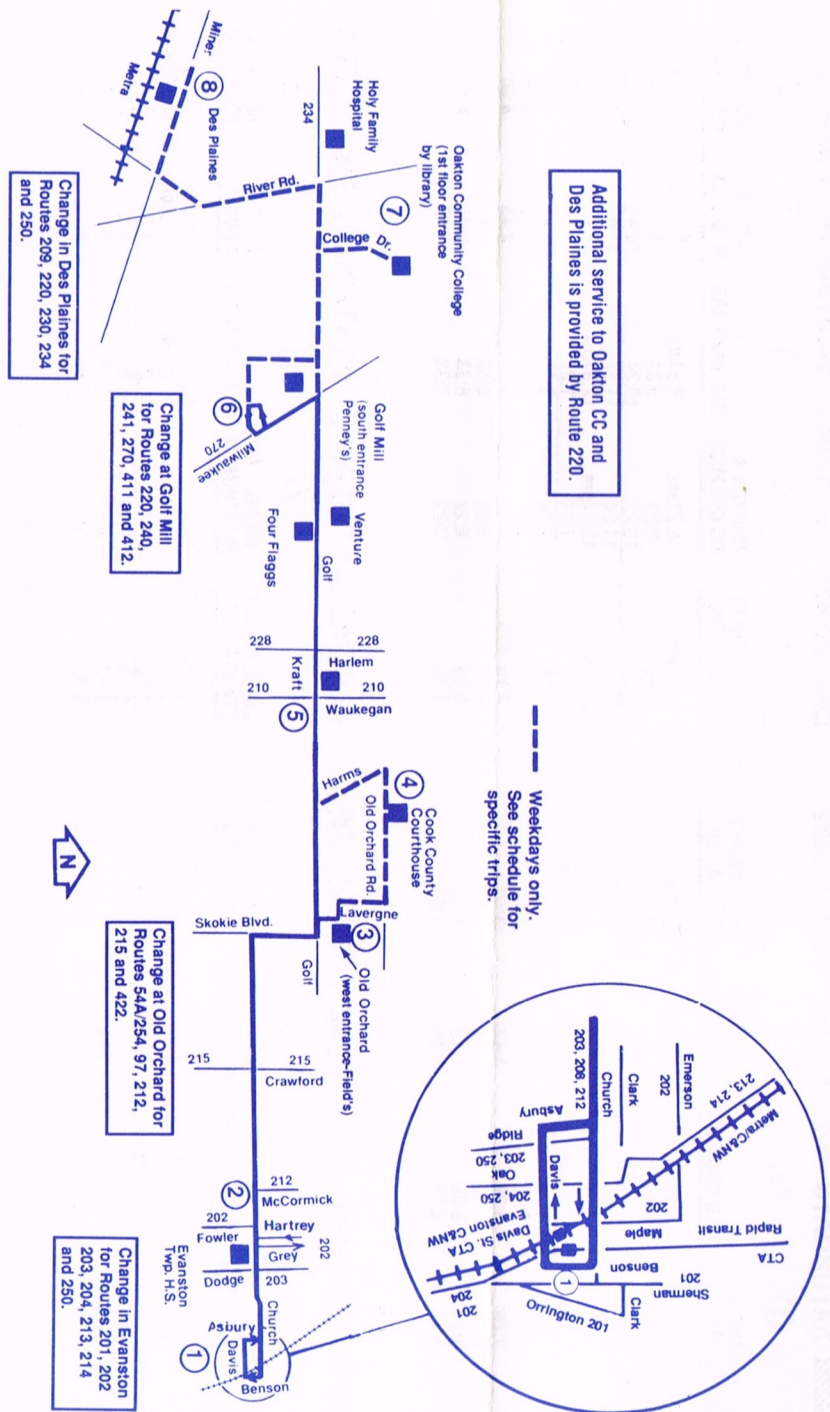 Additional service to Oakton CC and
Des Plaines is provided by Route 220.
Weekdays only.
See schedule for
specific trips.
Miner
Metra
8
Des Plaines
234
Holy Family
Hospital
River Rd.
Oakton Community College
(1st floor entrance
by library)
7
College Dr.
Change in Des Plaines for
Routes 209, 220, 230, 234
and 250.
6
270
Milwaukee
Golf Mill
(south entrance
Penney's)
Change at Golf Mill
for Routes 220, 240,
241, 270, 411 and 412.
Venture
Four Flaggs
Golf
228
228
Harlem
Kraft
210
210
Waukegan
5
Harms
4
Cook County
Courthouse
Old Orchard Rd.
Lavergne
3
Old Orchard
(west entrance-Field's)
Skokie Blvd.
Golf
N
Change at Old Orchard for
Routes 54A/254, 97, 212,
215 and 422.
215
215
Crawford
2
212
McCormick
202
Fowler
Hartrey
Grey
202
Dodge
203
Evanston
Twp. H.S.
Church
Asbury
Davis
Benson
1
Change in Evanston
for Routes 201, 202
203, 204, 213, 214
and 250.
203, 208, 212
Church
Clark
202
Emerson
213, 214
Metra/C&NW
Asbury
Ridge
203, 250
Oak
204, 250
Davis
Evanston C&NW
Davis St. CTA
202
Maple
Rapid Transit
CTA
Benson
1
201
Sherman
201
204
Orrington 201
Clark